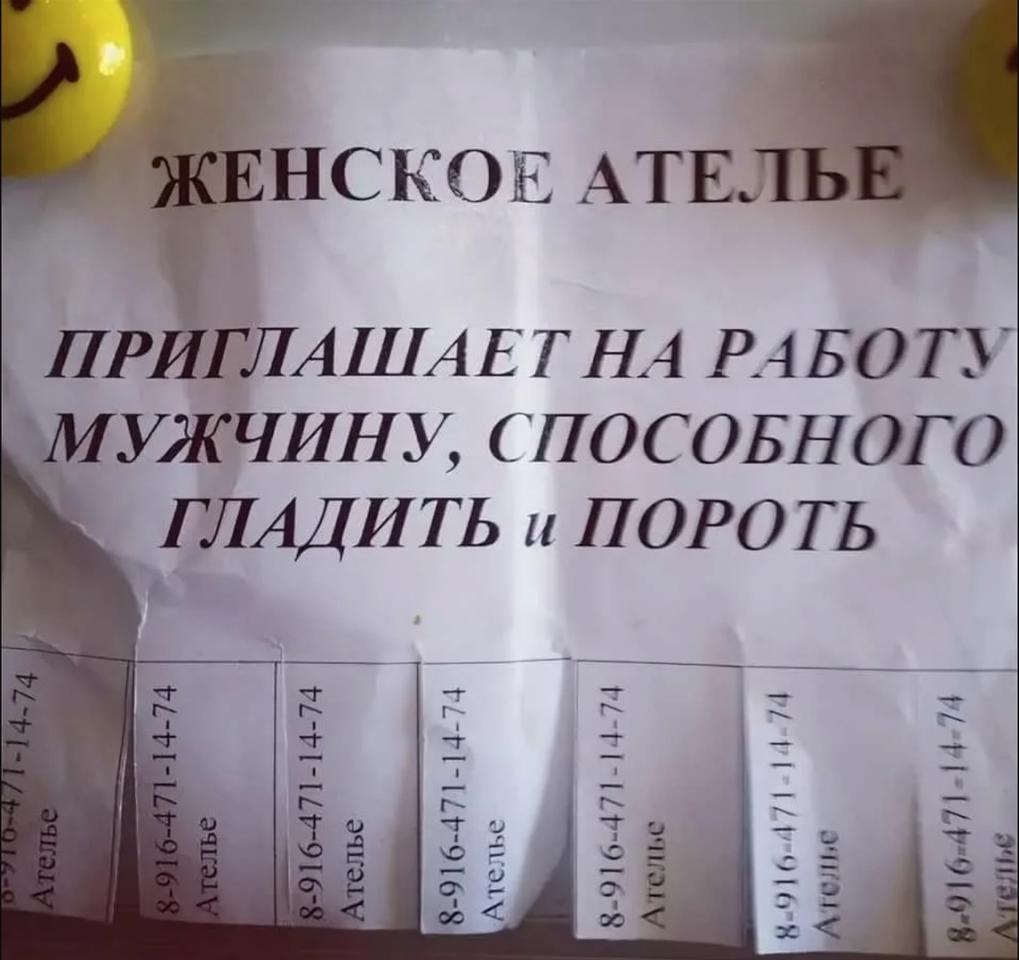 ЖЕНСКОЕ АТЕЛЬЕ
ПРИГЛАШАЕТ НА РАБОТУ
МУЖЧИНУ, СПОСОБНОГО
ГЛАДИТЬ и ПОРОТЬ
8-916-471-14-74
Ателье
8-916-471-14-74
Ателье
8-916-471-14-74
Ателье
8-916-471-14-74
Ателье
8-916-471-14-74
Ателье
8-916-471-14-74
Ателье
8-916-471-14-74
Ателье